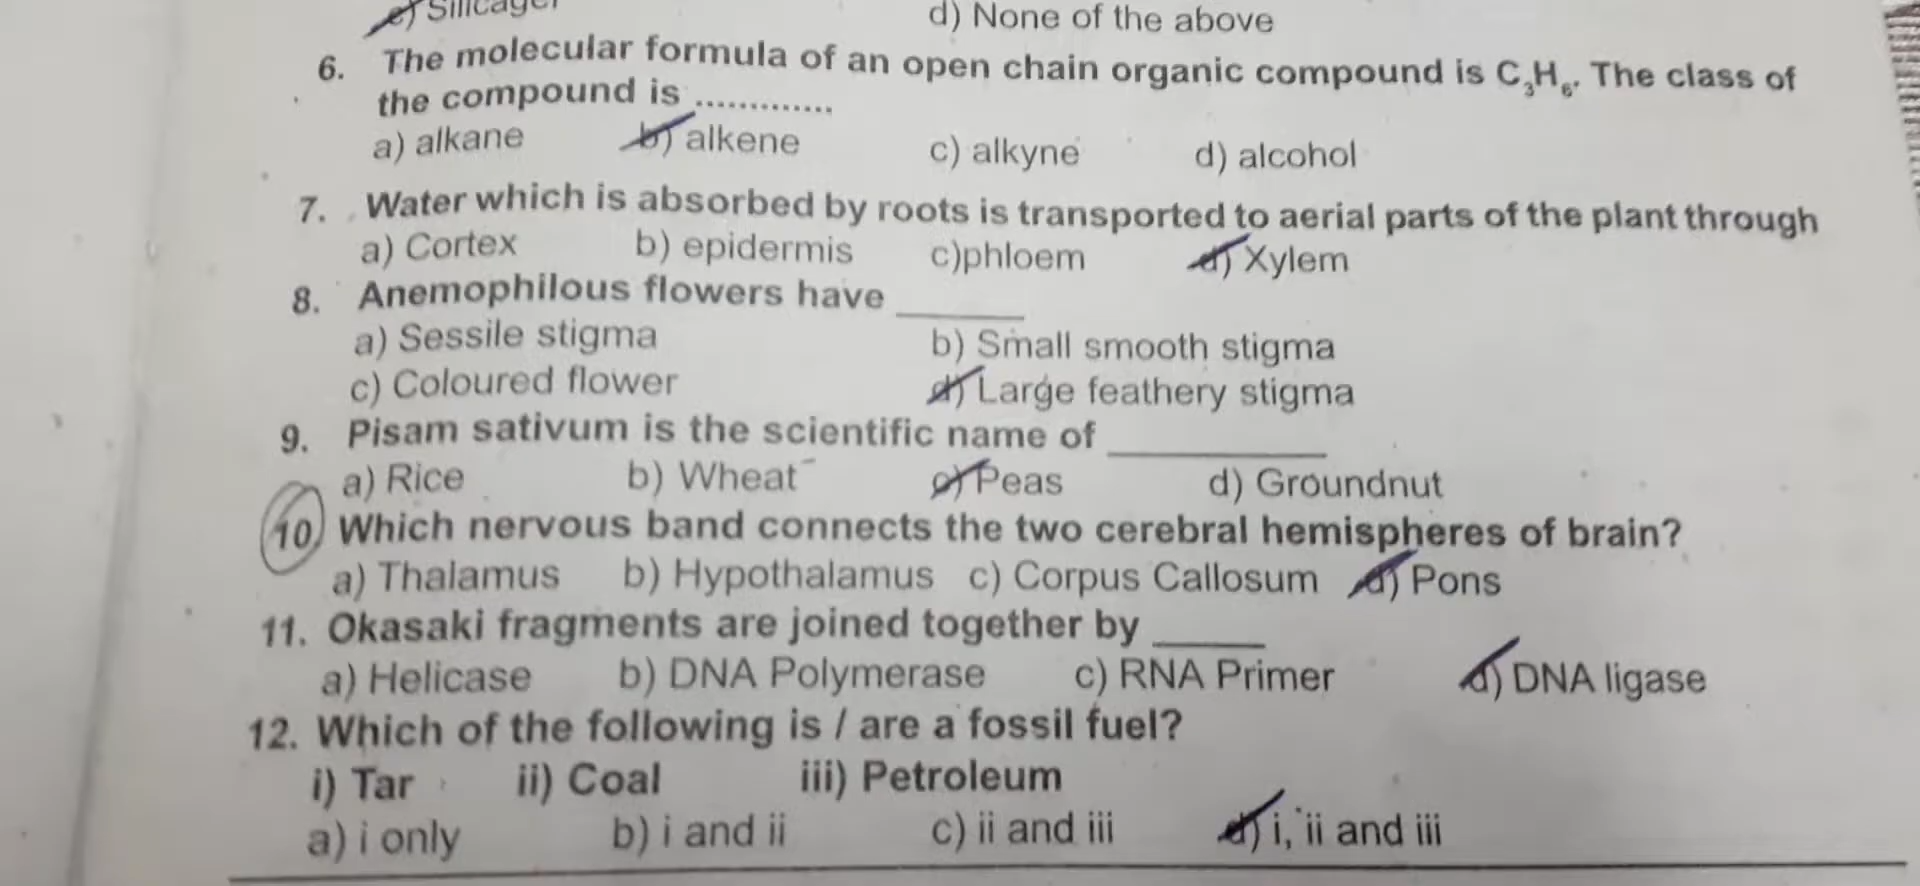 c) Silicagel
d) None of the above
6. The molecular formula of an open chain organic compound is C₃H₆. The class of
the compound is .............
a) alkane b) alkene c) alkyne d) alcohol
7. Water which is absorbed by roots is transported to aerial parts of the plant through
a) Cortex b) epidermis c)phloem d) Xylem
8. Anemophilous flowers have ______
a) Sessile stigma b) Small smooth stigma
c) Coloured flower d) Large feathery stigma
9. Pisam sativum is the scientific name of __________
a) Rice b) Wheat c) Peas d) Groundnut
10. Which nervous band connects the two cerebral hemispheres of brain?
a) Thalamus b) Hypothalamus c) Corpus Callosum d) Pons
11. Okasaki fragments are joined together by _____
a) Helicase b) DNA Polymerase c) RNA Primer d) DNA ligase
12. Which of the following is / are a fossil fuel?
i) Tar ii) Coal iii) Petroleum
a) i only b) i and ii c) ii and iii d) i, ii and iii